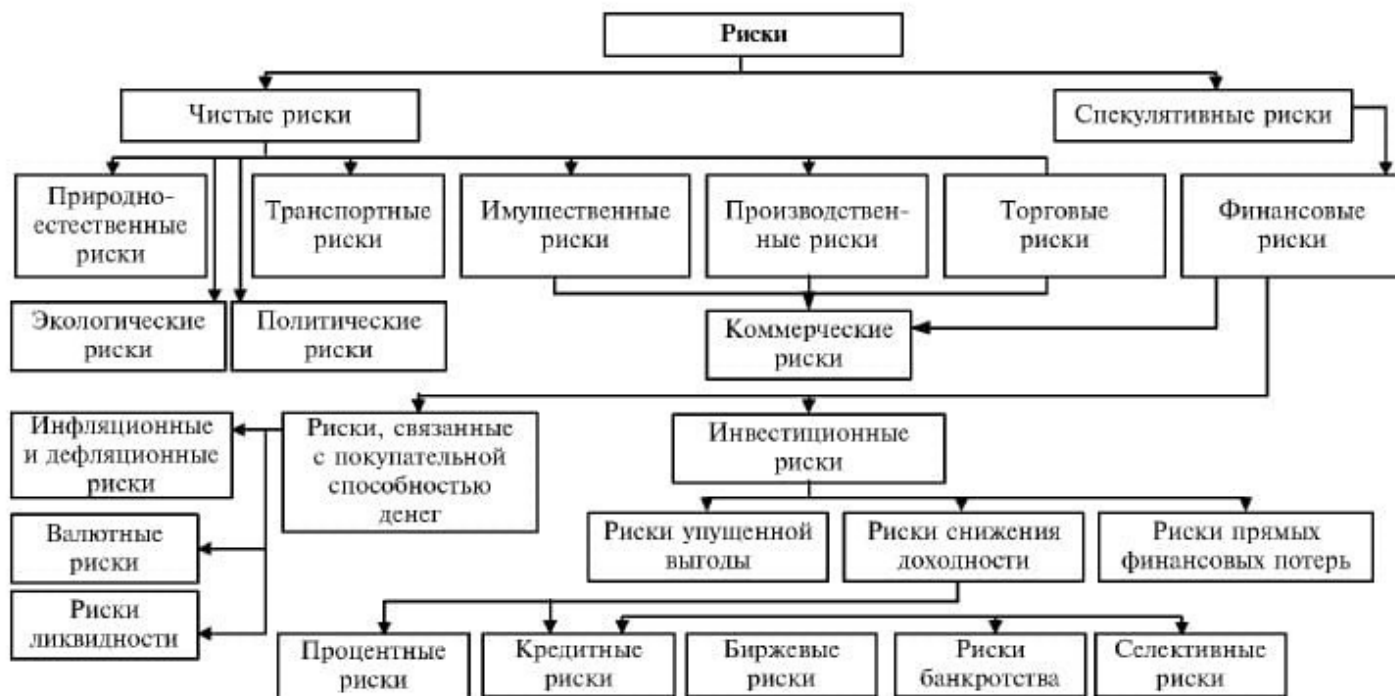 Риски
Чистые риски
Спекулятивные риски
Природно-
естественные
риски
Транспортные
риски
Имущественные
риски
Производствен-
ные риски
Торговые
риски
Финансовые
риски
Экологические
риски
Политические
риски
Коммерческие
риски
Инфляционные
и дефляционные
риски
Риски, связанные
с покупательной
способностью
денег
Инвестиционные
риски
Валютные
риски
Риски упущенной
выгоды
Риски снижения
доходности
Риски прямых
финансовых потерь
Риски
ликвидности
Процентные
риски
Кредитные
риски
Биржевые
риски
Риски
банкротства
Селективные
риски